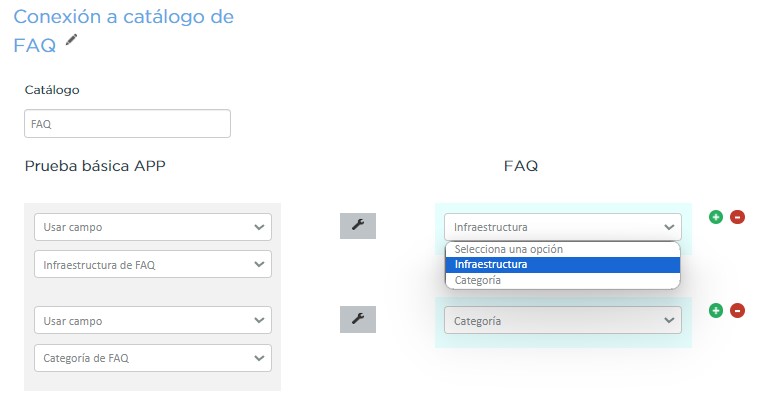 Conexión a catálogo de
FAQ
Catálogo
FAQ
Prueba básica APP
FAQ
Usar campo
Infraestructura
Infraestructura de FAQ
Selecciona una opción
Infraestructura
Categoría
Usar campo
Categoría
Categoría de FAQ